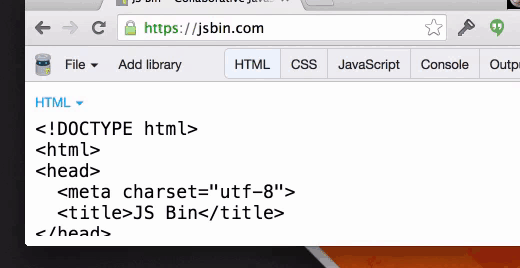 JS Bin - Collaborative Javas
https://jsbin.com
File Add library HTML CSS JavaScript Console Outp
HTML
<!DOCTYPE html>
<html>
<head>
<meta charset="utf-8">
<title>JS Bin</title>
</head>